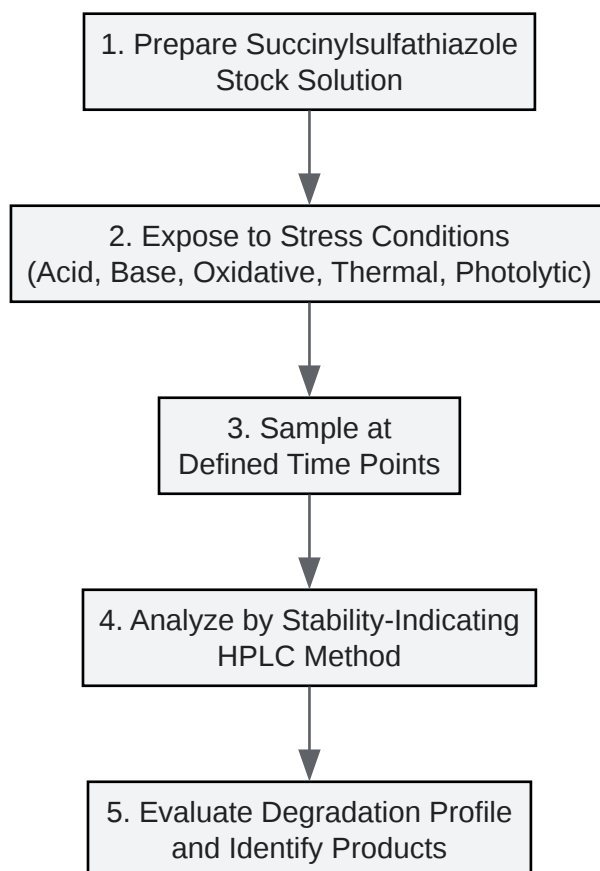 1. Prepare Succinylsulfathiazole
Stock Solution
2. Expose to Stress Conditions
(Acid, Base, Oxidative, Thermal, Photolytic)
3. Sample at
Defined Time Points
4. Analyze by Stability-Indicating
HPLC Method
5. Evaluate Degradation Profile
and Identify Products